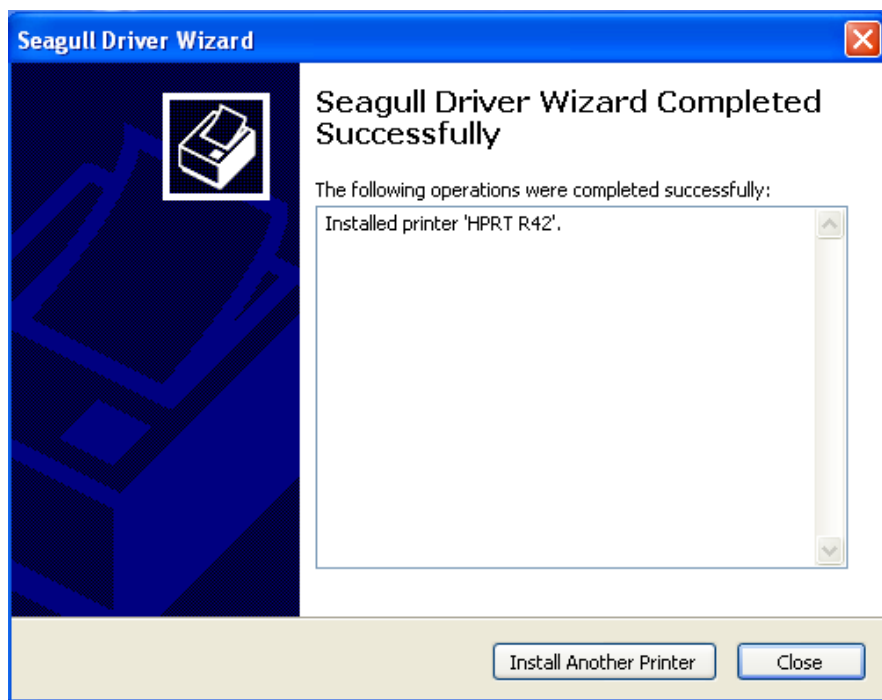 Seagull Driver Wizard
Seagull Driver Wizard Completed
Successfully
The following operations were completed successfully:
Installed printer 'HPRT R42'.
Install Another Printer
Close